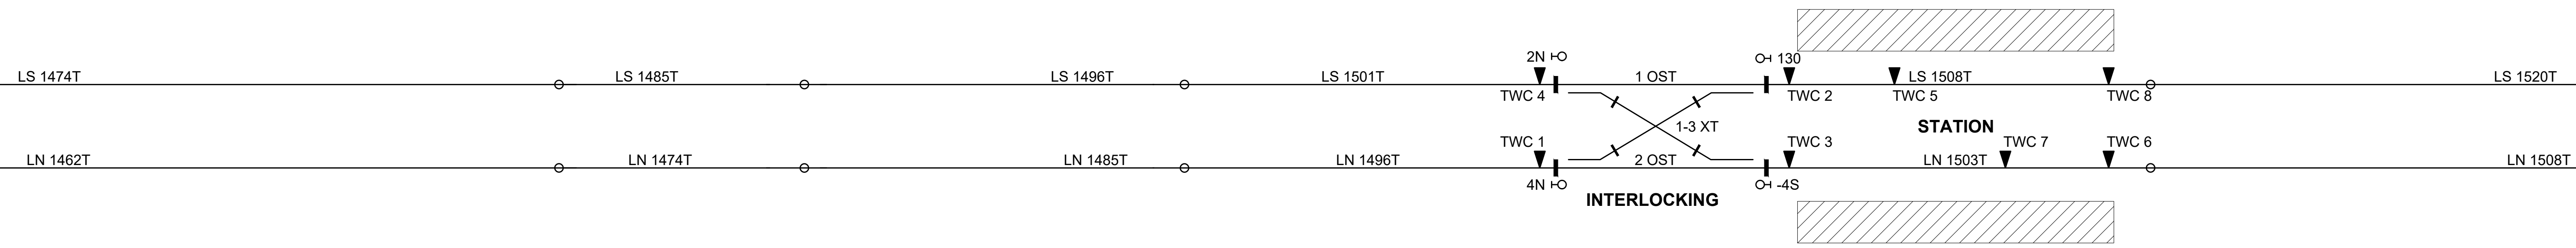 2N
130
LS 1474T
LS 1485T
LS 1496T
LS 1501T
1 OST
LS 1508T
LS 1520T
TWC 4
TWC 2
TWC 5
TWC 8
1-3 XT
STATION
TWC 1
TWC 3
TWC 7
TWC 6
LN 1462T
LN 1474T
LN 1485T
LN 1496T
2 OST
LN 1503T
LN 1508T
4N
-4S
INTERLOCKING